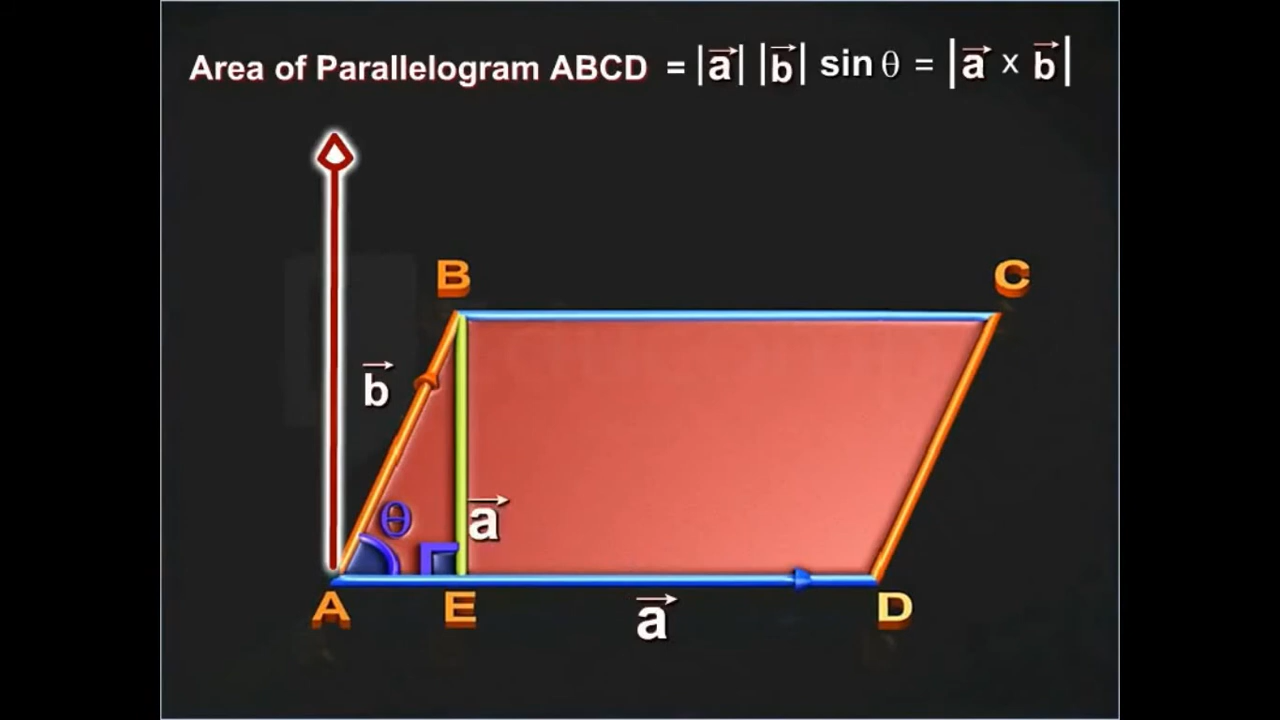 Area of Parallelogram ABCD = |a⃗| |b⃗| sin θ = |a⃗ x b⃗|
B C
b⃗
θ a⃗
A E D
a⃗